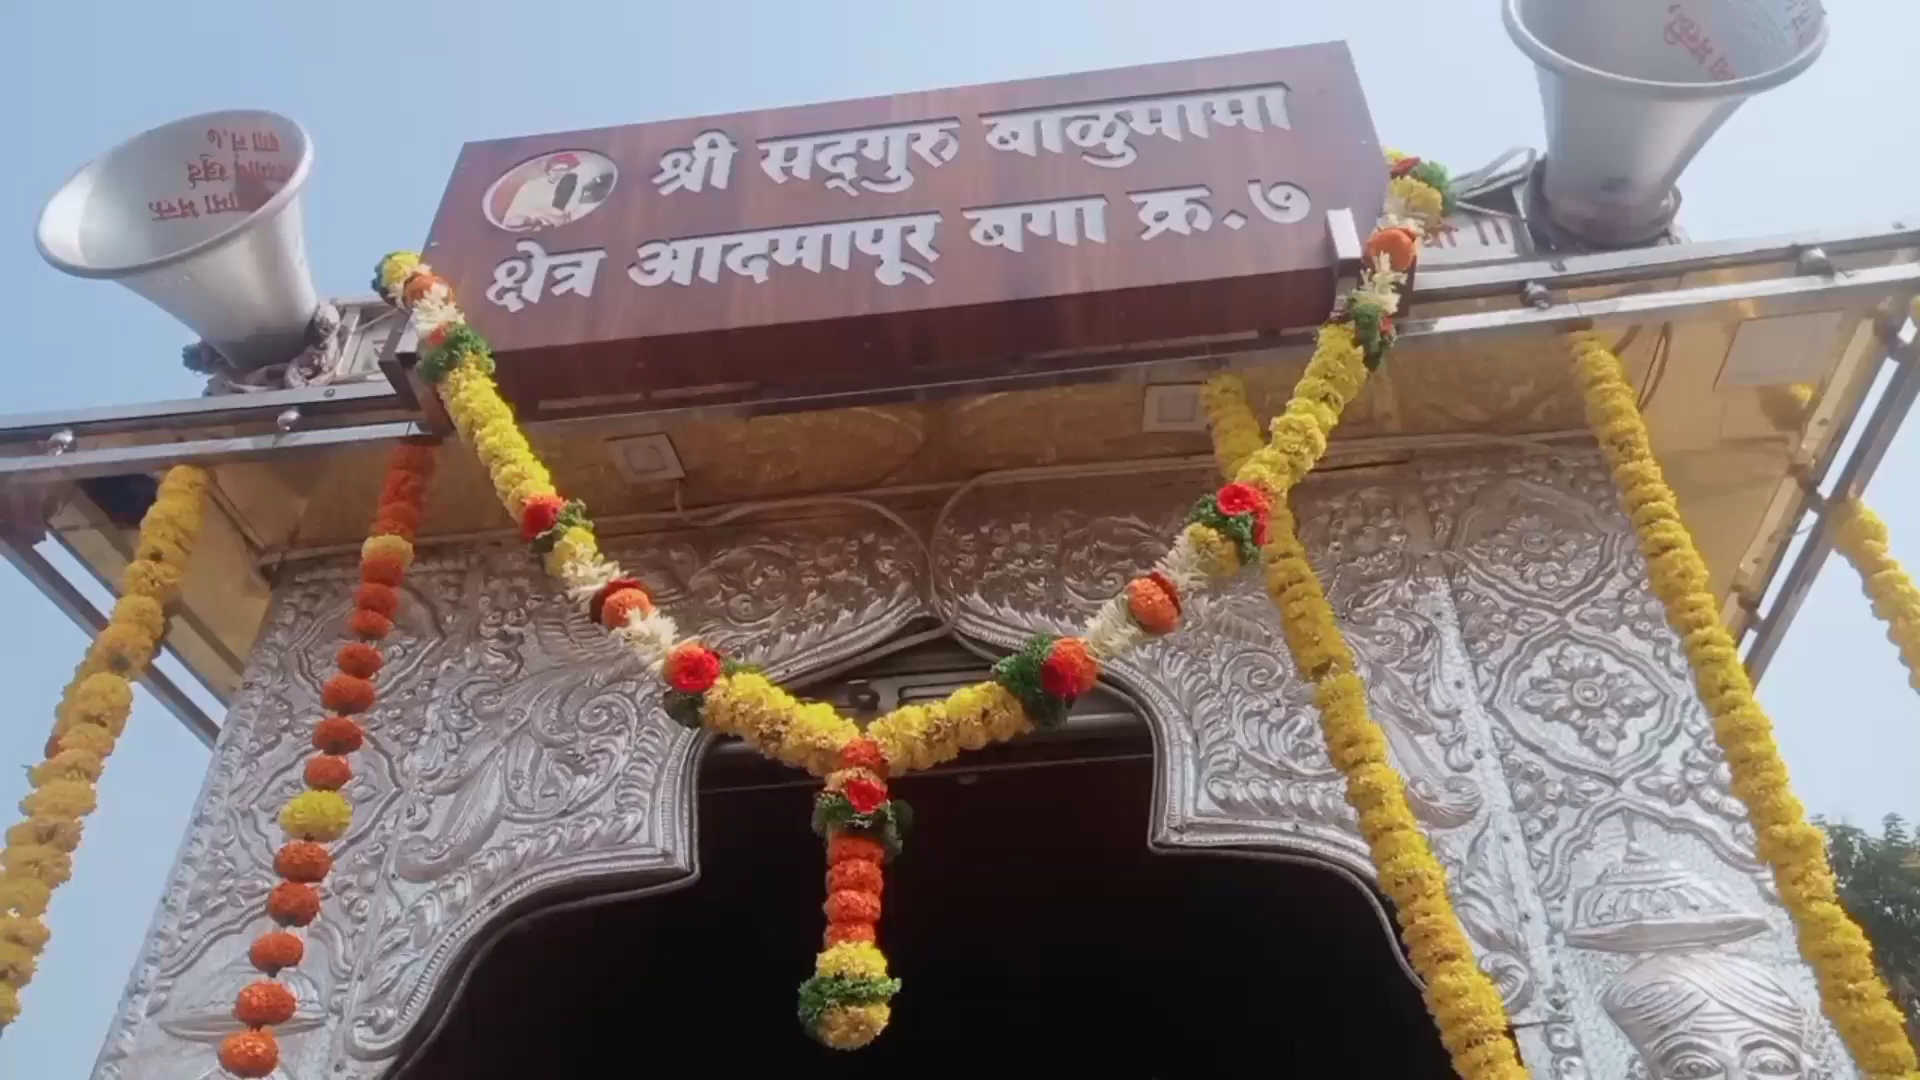 श्री सद्‌गुरु बाळुमामा
क्षेत्र आदमापूर बगा क्र.७